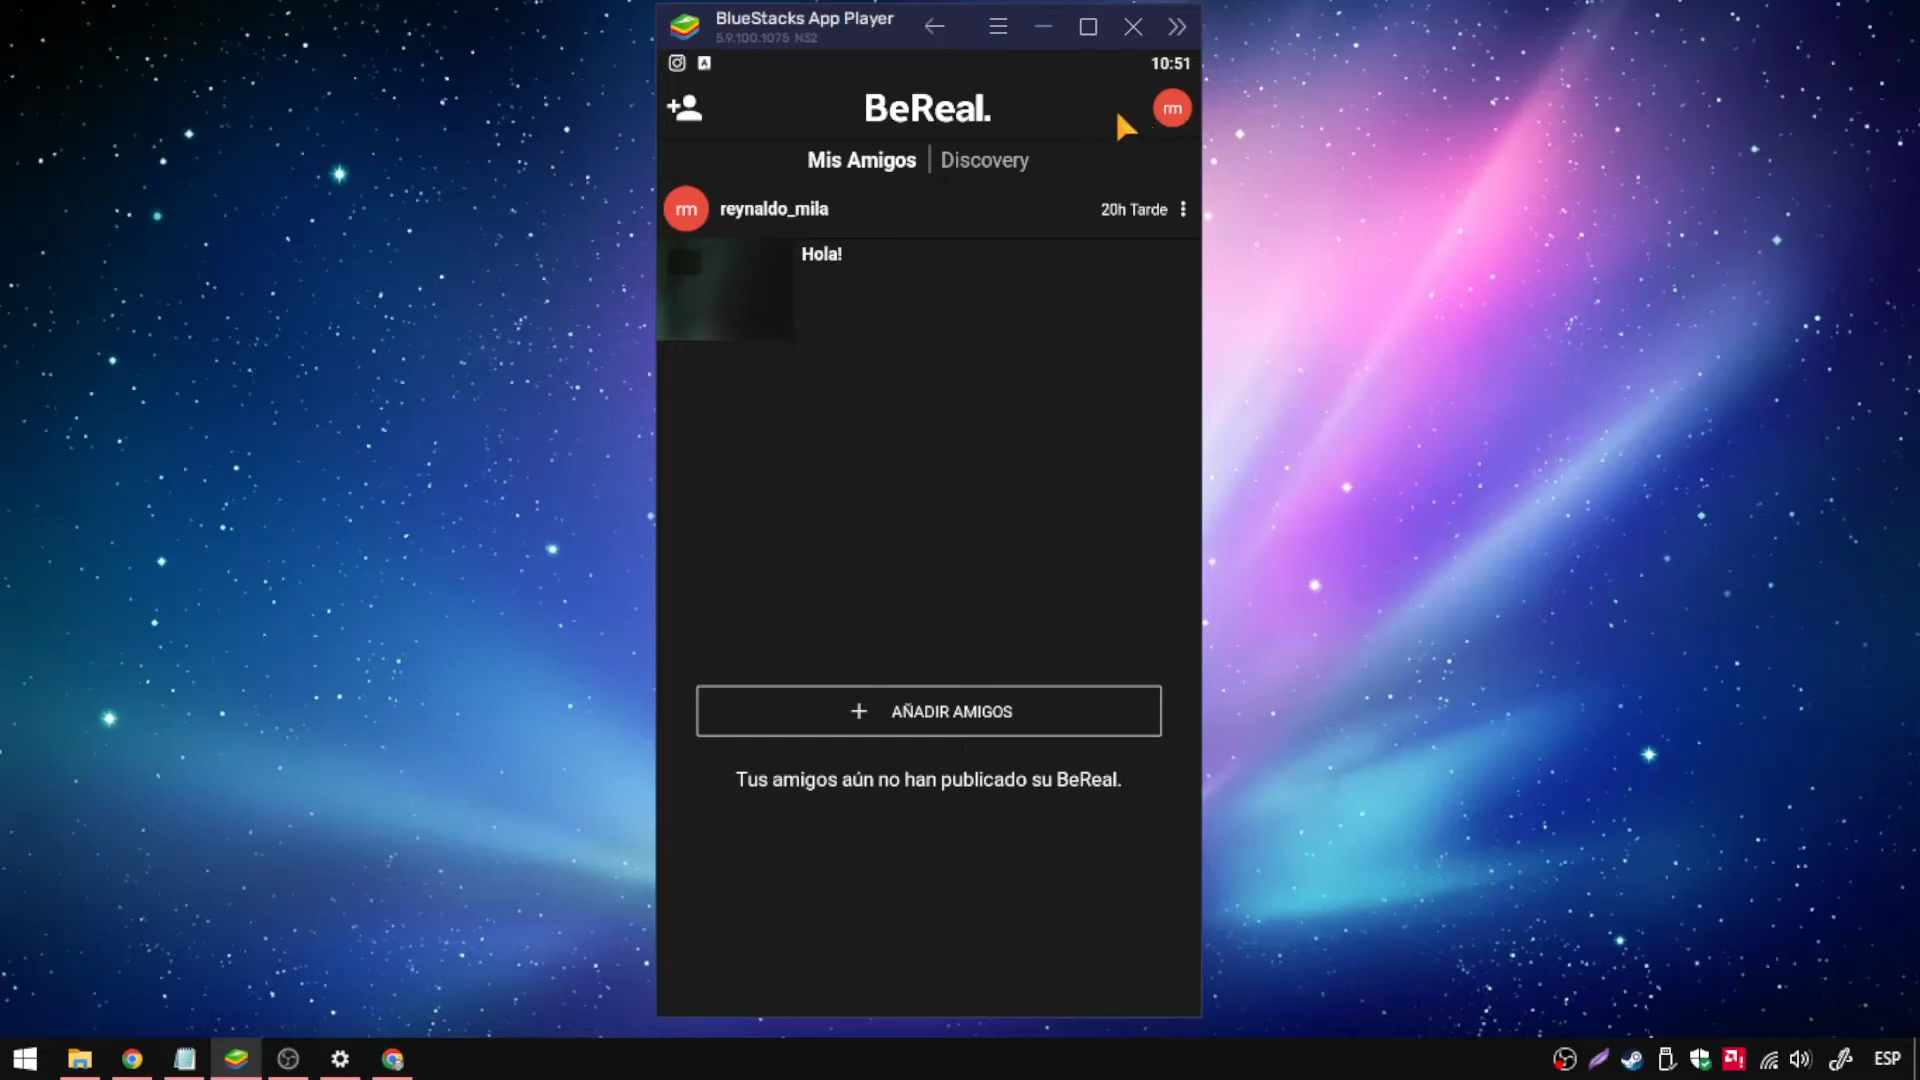 BlueStacks App Player
5.9.100.1075 N32
10:51
BeReal.
rm
Mis Amigos | Discovery
rm
reynaldo_mila
20h Tarde
Hola!
+ AÑADIR AMIGOS
Tus amigos aún no han publicado su BeReal.
ESP